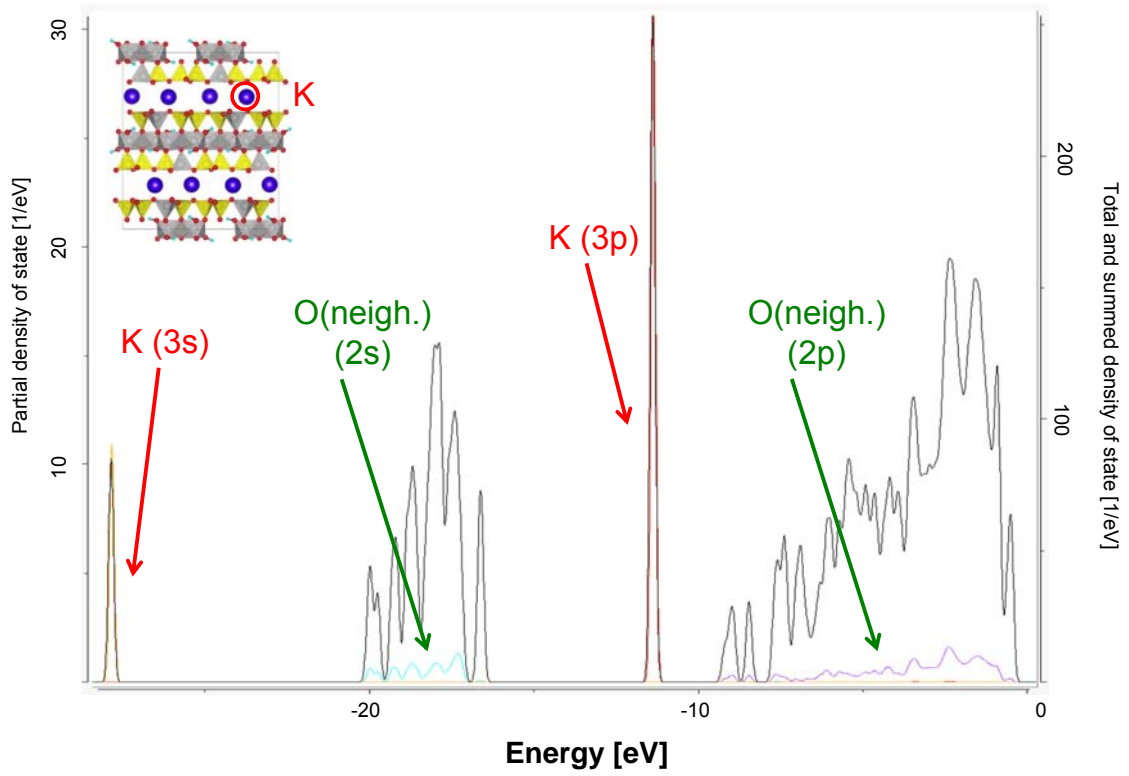 30
20
10
Partial density of state [1/eV]
K
K (3s)
O(neigh.)
(2s)
K (3p)
O(neigh.)
(2p)
200
100
Total and summed density of state [1/eV]
-20
-10
0
Energy [eV]